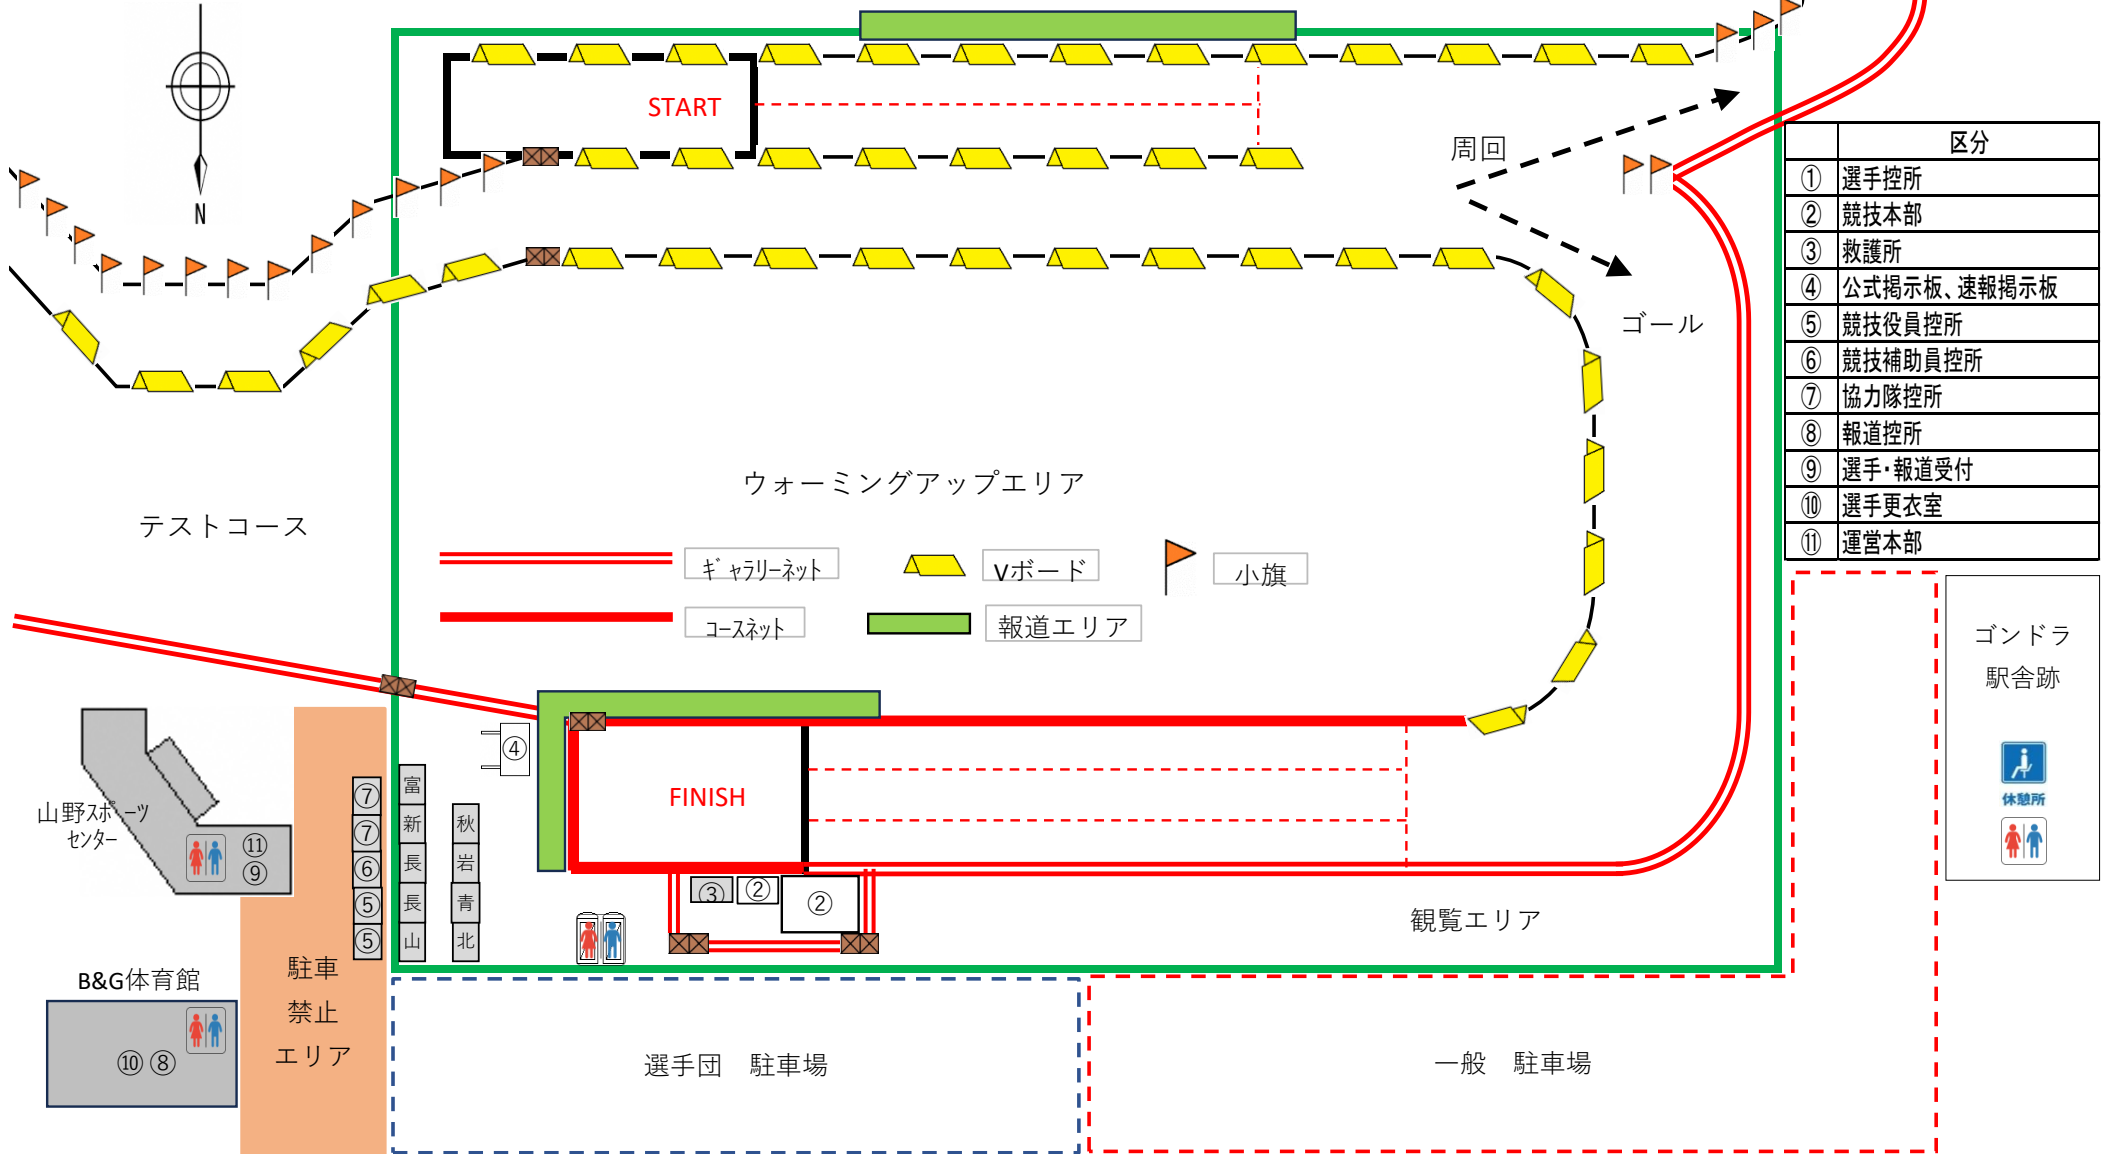 START
周回
N
区分
① 選手控所
② 競技本部
③ 救護所
④ 公式掲示板、速報掲示板
⑤ 競技役員控所
⑥ 競技補助員控所
⑦ 協力隊控所
⑧ 報道控所
⑨ 選手・報道受付
⑩ 選手更衣室
⑪ 運営本部
ゴール
ウォーミングアップエリア
テストコース
ｷﾞｬﾗﾘｰﾈｯﾄ
Vボード
小旗
ｺｰｽﾈｯﾄ
報道エリア
ゴンドラ
駅舎跡
休憩所
④
FINISH
山野ｽﾎﾟｰﾂ
ｾﾝﾀｰ
⑪
⑨
⑦
⑦
⑥
⑤
⑤
富
新
長
長
山
秋
岩
青
北
③
②
②
観覧エリア
駐車
禁止
エリア
B&G体育館
⑩⑧
選手団 駐車場
一般 駐車場